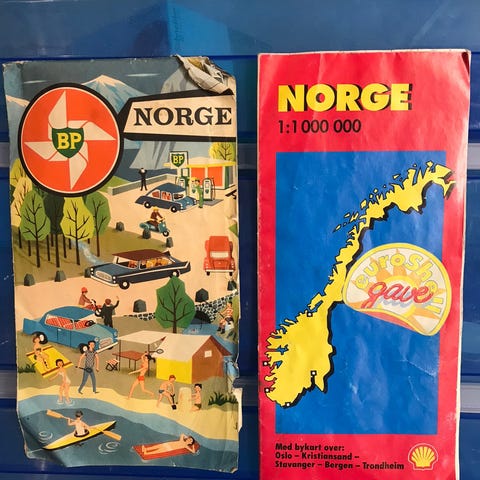 BP
NORGE
BP
NORGE
1:1 000 000
euroShell
gave
Med bykart over:
Oslo – Kristiansand –
Stavanger – Bergen – Trondheim